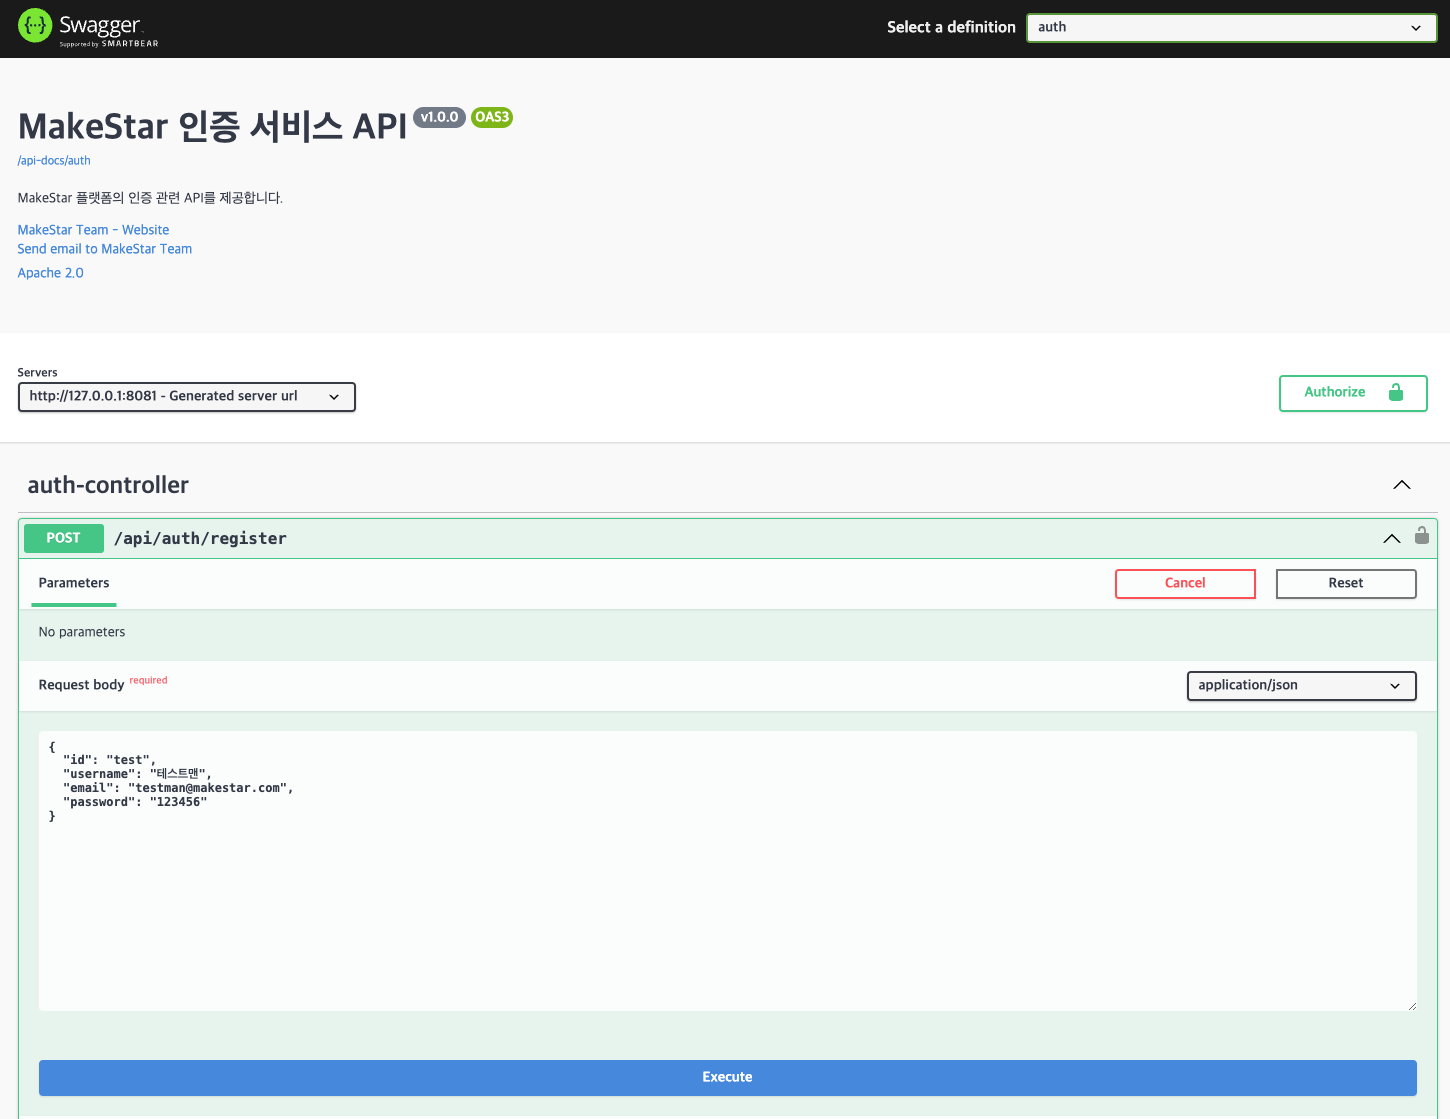 Swagger
Supported by SMARTBEAR
Select a definition
auth
MakeStar 인증 서비스 API v1.0.0 OAS3
/api-docs/auth
MakeStar 플랫폼의 인증 관련 API를 제공합니다.
MakeStar Team - Website
Send email to MakeStar Team
Apache 2.0
Servers
http://127.0.0.1:8081 - Generated server url
Authorize
auth-controller
POST /api/auth/register
Parameters
Cancel
Reset
No parameters
Request body required
application/json
{
  "id": "test",
  "username": "테스트맨",
  "email": "testman@makestar.com",
  "password": "123456"
}
Execute